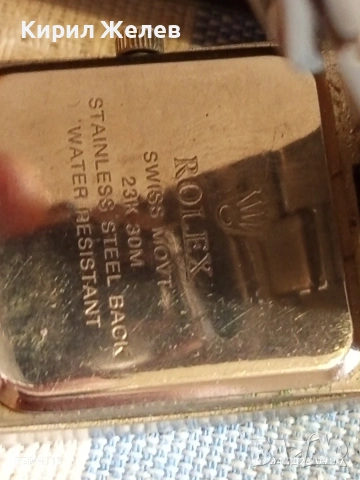 Кирил Желев
ROLEX
SWISS MOVT
23K 30M
STAINLESS STEEL BACK
WATER RESISTANT